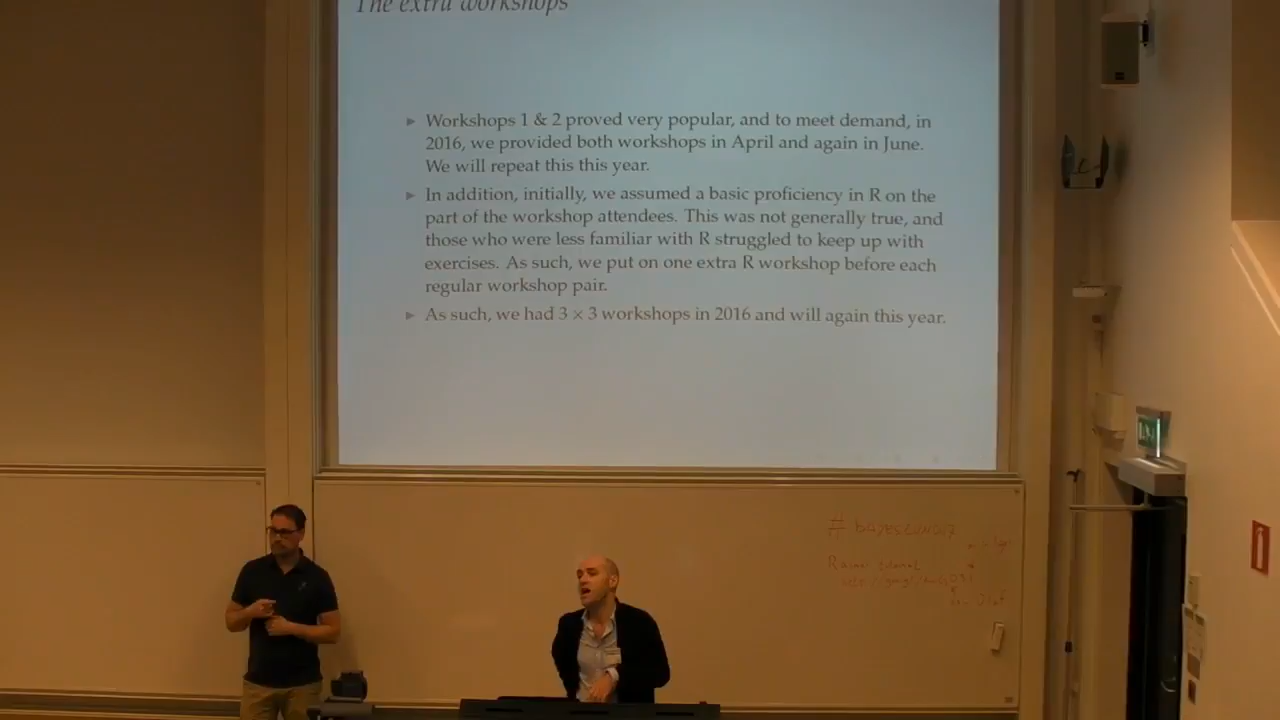 The extra workshops
▸ Workshops 1 & 2 proved very popular, and to meet demand, in
2016, we provided both workshops in April and again in June.
We will repeat this this year.
▸ In addition, initially, we assumed a basic proficiency in R on the
part of the workshop attendees. This was not generally true, and
those who were less familiar with R struggled to keep up with
exercises. As such, we put on one extra R workshop before each
regular workshop pair.
▸ As such, we had 3 × 3 workshops in 2016 and will again this year.